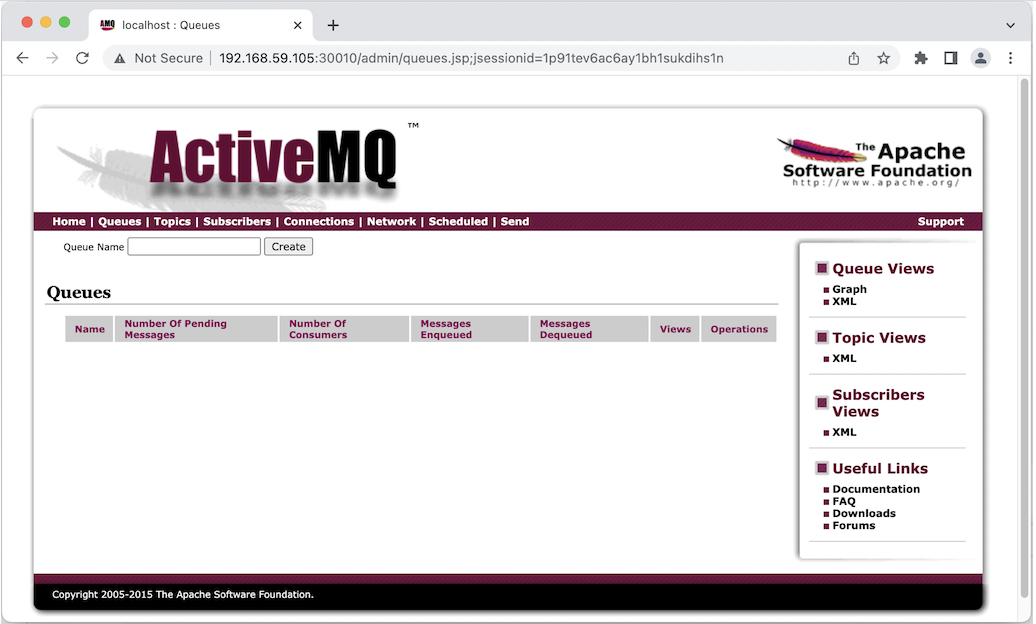 AMQ localhost : Queues
Not Secure 192.168.59.105:30010/admin/queues.jsp;jsessionid=1p91tev6ac6ay1bh1sukdihs1n
ActiveMQ ™
The Apache
Software Foundation
http://www.apache.org/
Home | Queues | Topics | Subscribers | Connections | Network | Scheduled | Send
Support
Queue Name Create
Queues
Name
Number Of Pending
Messages
Number Of
Consumers
Messages
Enqueued
Messages
Dequeued
Views
Operations
Queue Views
Graph
XML
Topic Views
XML
Subscribers
Views
XML
Useful Links
Documentation
FAQ
Downloads
Forums
Copyright 2005-2015 The Apache Software Foundation.